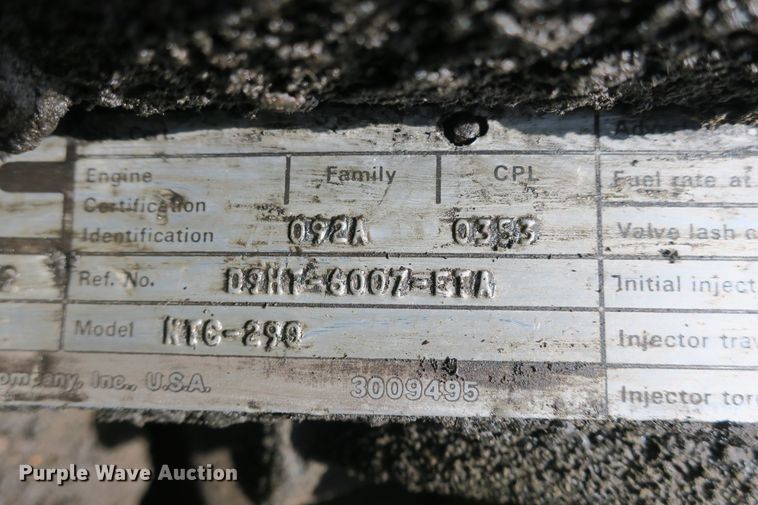 Engine Family CPL Fuel rate at
Certification
Identification 092A 0353 Valve lash
Ref. No. D9HT-6007-ETA Initial inject
Model NTC-290 Injector trav
ompany, Inc., U.S.A. 3009495 Injector tor
Purple Wave Auction